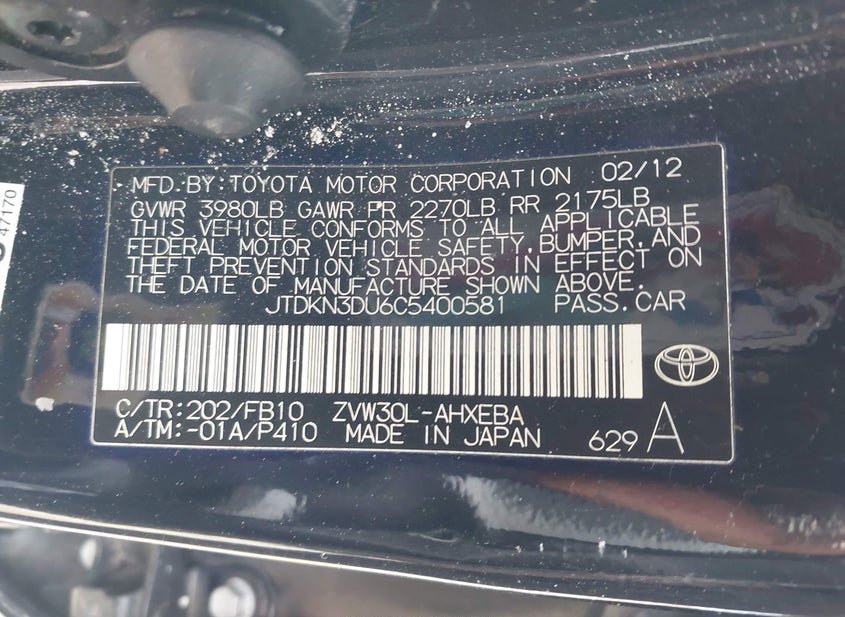 MFD.BY:TOYOTA MOTOR CORPORATION 02/12
GVWR 3980LB GAWR FR 2270LB RR 2175LB
THIS VEHICLE CONFORMS TO ALL APPLICABLE
FEDERAL MOTOR VEHICLE SAFETY,BUMPER,AND
THEFT PREVENTION STANDARDS IN EFFECT ON
THE DATE OF MANUFACTURE SHOWN ABOVE.
JTDKN3DU6C5400581 PASS.CAR
C/TR:202/FB10 ZVW30L-AHXEBA
A/TM:-01A/P410 MADE IN JAPAN
629 A
47170